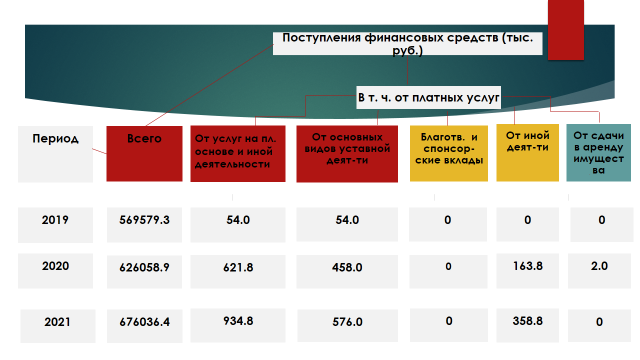 Поступления финансовых средств (тыс.
руб.)
В т. ч. от платных услуг
Период
Всего
От услуг на пл.
основе и иной
деятельности
От основных
видов уставной
деят-ти
Благотв. и
спонсор-
ские вклады
От иной
деят-ти
От сдачи
в аренду
имущест
ва
2019 569579.3 54.0 54.0 0 0 0
2020 626058.9 621.8 458.0 0 163.8 2.0
2021 676036.4 934.8 576.0 0 358.8 0